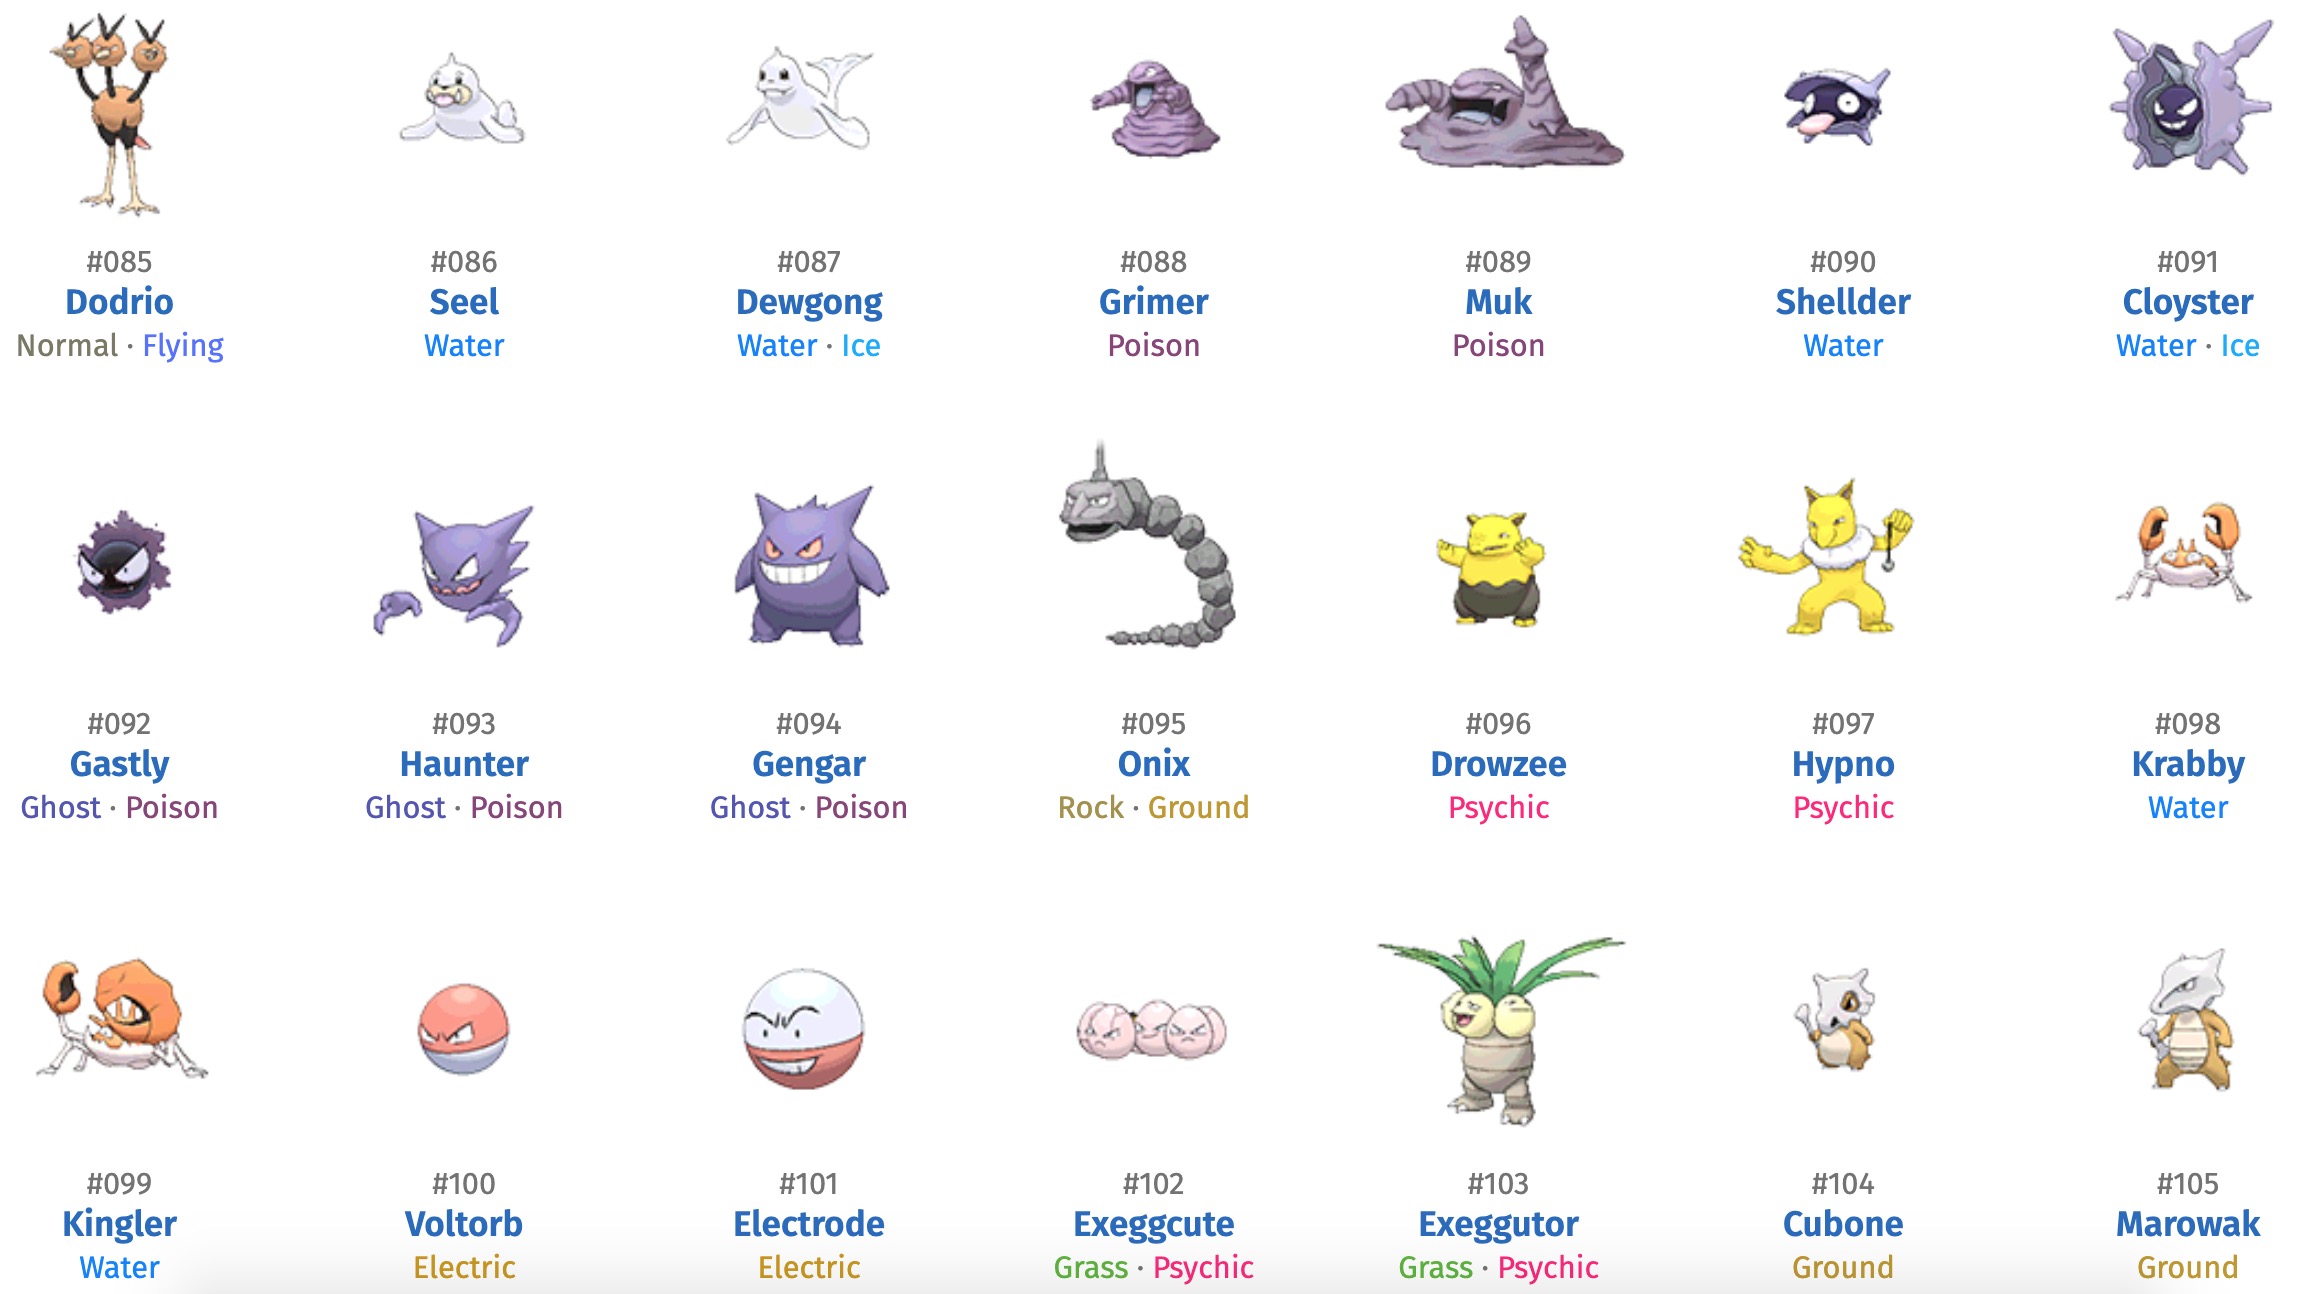 #085 #086 #087 #088 #089 #090 #091
Dodrio Seel Dewgong Grimer Muk Shellder Cloyster
Normal · Flying Water Water · Ice Poison Poison Water Water · Ice
#092 #093 #094 #095 #096 #097 #098
Gastly Haunter Gengar Onix Drowzee Hypno Krabby
Ghost · Poison Ghost · Poison Ghost · Poison Rock · Ground Psychic Psychic Water
#099 #100 #101 #102 #103 #104 #105
Kingler Voltorb Electrode Exeggcute Exeggutor Cubone Marowak
Water Electric Electric Grass · Psychic Grass · Psychic Ground Ground